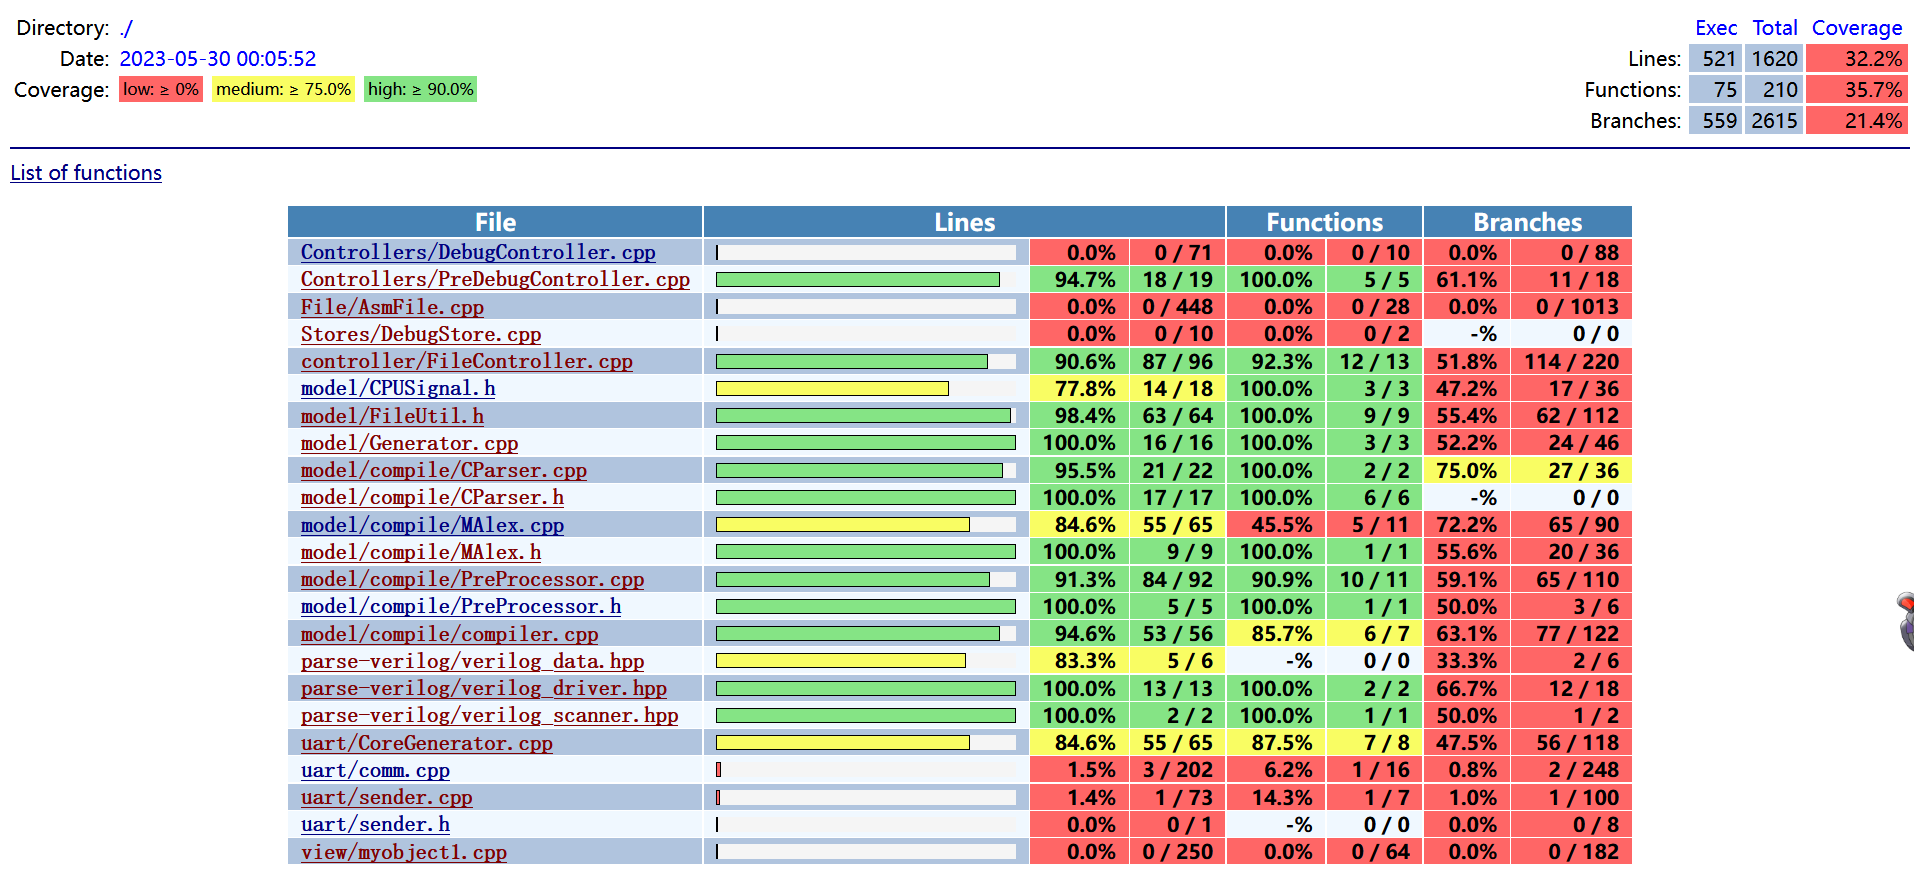 Directory: ./
Date: 2023-05-30 00:05:52
Coverage: low: ≥ 0% medium: ≥ 75.0% high: ≥ 90.0%
Exec Total Coverage
Lines: 521 1620 32.2%
Functions: 75 210 35.7%
Branches: 559 2615 21.4%
List of functions
File Lines Functions Branches
Controllers/DebugController.cpp 0.0% 0 / 71 0.0% 0 / 10 0.0% 0 / 88
Controllers/PreDebugController.cpp 94.7% 18 / 19 100.0% 5 / 5 61.1% 11 / 18
File/AsmFile.cpp 0.0% 0 / 448 0.0% 0 / 28 0.0% 0 / 1013
Stores/DebugStore.cpp 0.0% 0 / 10 0.0% 0 / 2 -% 0 / 0
controller/FileController.cpp 90.6% 87 / 96 92.3% 12 / 13 51.8% 114 / 220
model/CPUSignal.h 77.8% 14 / 18 100.0% 3 / 3 47.2% 17 / 36
model/FileUtil.h 98.4% 63 / 64 100.0% 9 / 9 55.4% 62 / 112
model/Generator.cpp 100.0% 16 / 16 100.0% 3 / 3 52.2% 24 / 46
model/compile/CParser.cpp 95.5% 21 / 22 100.0% 2 / 2 75.0% 27 / 36
model/compile/CParser.h 100.0% 17 / 17 100.0% 6 / 6 -% 0 / 0
model/compile/MAlex.cpp 84.6% 55 / 65 45.5% 5 / 11 72.2% 65 / 90
model/compile/MAlex.h 100.0% 9 / 9 100.0% 1 / 1 55.6% 20 / 36
model/compile/PreProcessor.cpp 91.3% 84 / 92 90.9% 10 / 11 59.1% 65 / 110
model/compile/PreProcessor.h 100.0% 5 / 5 100.0% 1 / 1 50.0% 3 / 6
model/compile/compiler.cpp 94.6% 53 / 56 85.7% 6 / 7 63.1% 77 / 122
parse-verilog/verilog_data.hpp 83.3% 5 / 6 -% 0 / 0 33.3% 2 / 6
parse-verilog/verilog_driver.hpp 100.0% 13 / 13 100.0% 2 / 2 66.7% 12 / 18
parse-verilog/verilog_scanner.hpp 100.0% 2 / 2 100.0% 1 / 1 50.0% 1 / 2
uart/CoreGenerator.cpp 84.6% 55 / 65 87.5% 7 / 8 47.5% 56 / 118
uart/comm.cpp 1.5% 3 / 202 6.2% 1 / 16 0.8% 2 / 248
uart/sender.cpp 1.4% 1 / 73 14.3% 1 / 7 1.0% 1 / 100
uart/sender.h 0.0% 0 / 1 -% 0 / 0 0.0% 0 / 8
view/myobject1.cpp 0.0% 0 / 250 0.0% 0 / 64 0.0% 0 / 182